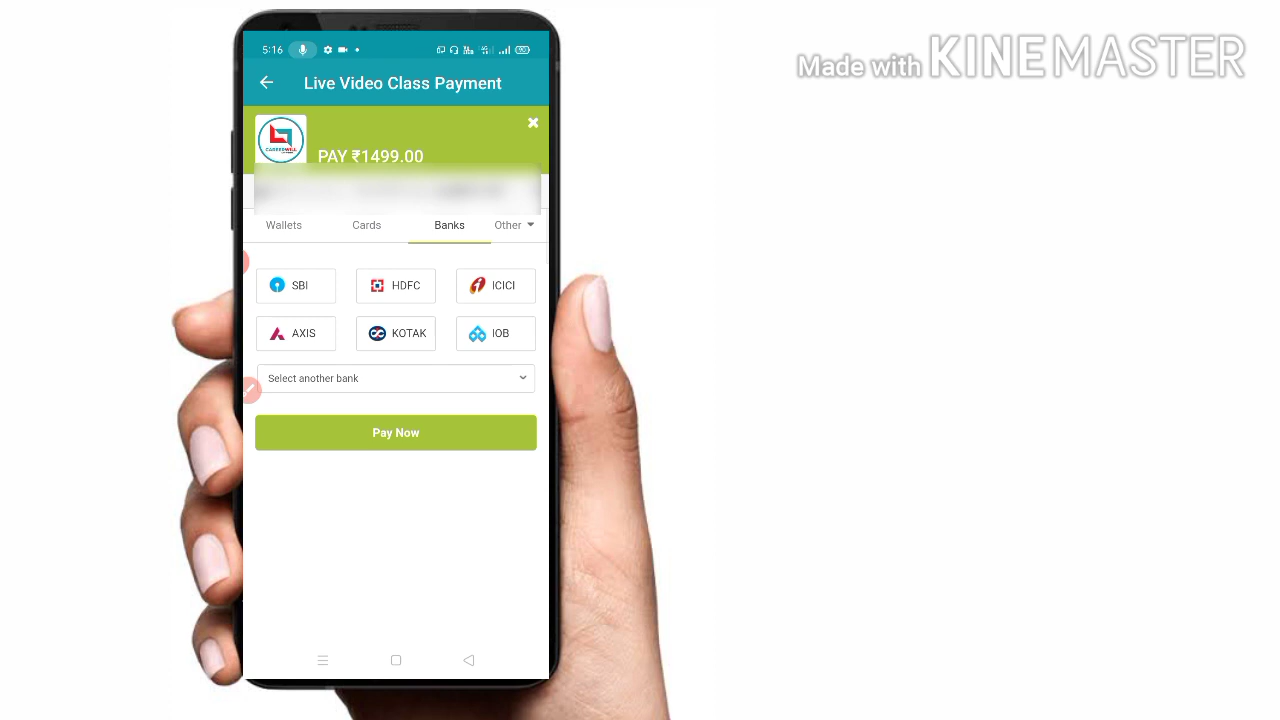 Made with KINEMASTER
5:16
Live Video Class Payment
CAREERWILL
PAY ₹1499.00
Wallets Cards Banks Other
SBI HDFC ICICI
AXIS KOTAK IOB
Select another bank
Pay Now